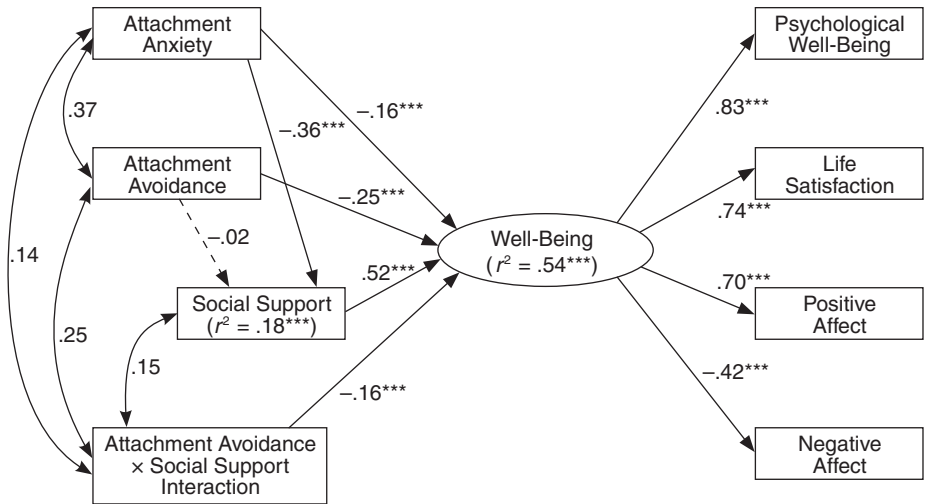 Attachment
Anxiety
Psychological
Well-Being
.37
–.16***
–.36***
.83***
Attachment
Avoidance
Life
Satisfaction
–.25***
.74***
–.02
.14
Well-Being
(r² = .54***)
.52***
.70***
Social Support
(r² = .18***)
Positive
Affect
.25
.15
–.16***
–.42***
Attachment Avoidance
× Social Support
Interaction
Negative
Affect